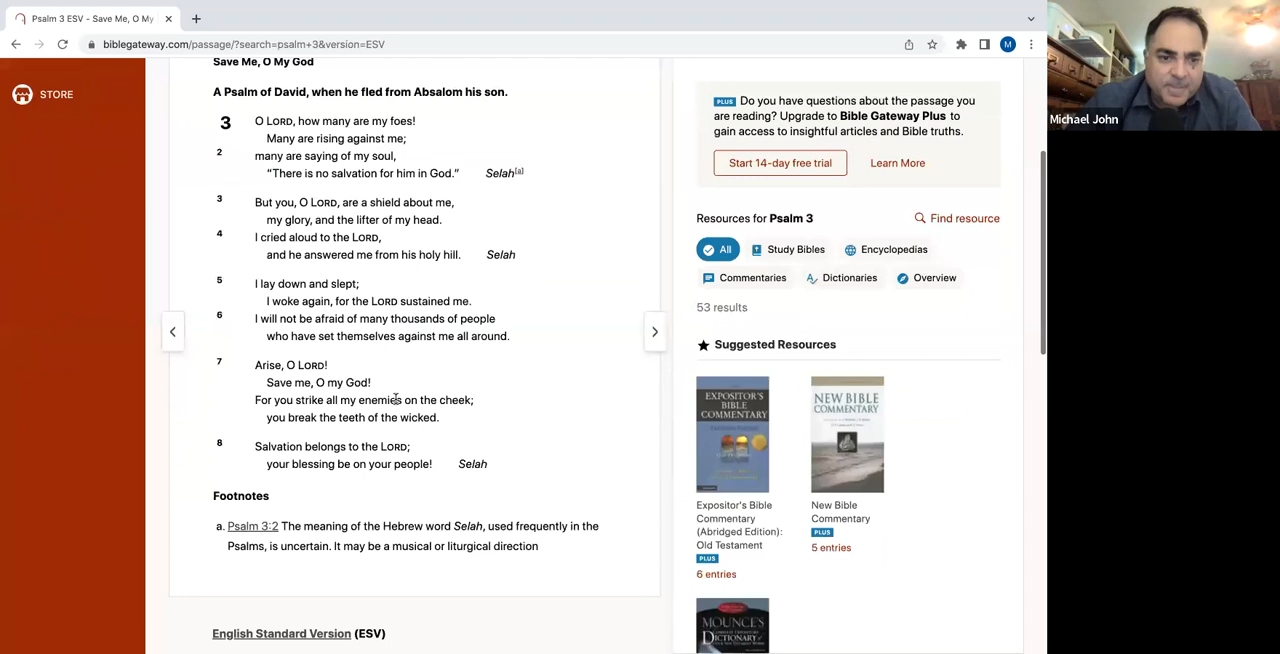 Psalm 3 ESV - Save Me, O My
biblegateway.com/passage/?search=psalm+3&version=ESV
M
STORE
Save Me, O My God
A Psalm of David, when he fled from Absalom his son.
3 O LORD, how many are my foes!
Many are rising against me;
2 many are saying of my soul,
“There is no salvation for him in God.” Selah[a]
3 But you, O LORD, are a shield about me,
my glory, and the lifter of my head.
4 I cried aloud to the LORD,
and he answered me from his holy hill. Selah
5 I lay down and slept;
I woke again, for the LORD sustained me.
6 I will not be afraid of many thousands of people
who have set themselves against me all around.
7 Arise, O LORD!
Save me, O my God!
For you strike all my enemies on the cheek;
you break the teeth of the wicked.
8 Salvation belongs to the LORD;
your blessing be on your people! Selah
Footnotes
a. Psalm 3:2 The meaning of the Hebrew word Selah, used frequently in the
Psalms, is uncertain. It may be a musical or liturgical direction
English Standard Version (ESV)
PLUS Do you have questions about the passage you
are reading? Upgrade to Bible Gateway Plus to
gain access to insightful articles and Bible truths.
Start 14-day free trial Learn More
Resources for Psalm 3 Find resource
All Study Bibles Encyclopedias
Commentaries Dictionaries Overview
53 results
Suggested Resources
EXPOSITOR'S
BIBLE
COMMENTARY
NEW BIBLE
COMMENTARY
Expositor's Bible
Commentary
(Abridged Edition):
Old Testament
PLUS
6 entries
New Bible
Commentary
PLUS
5 entries
MOUNCE'S
COMPLETE EXPOSITORY
DICTIONARY
Michael John